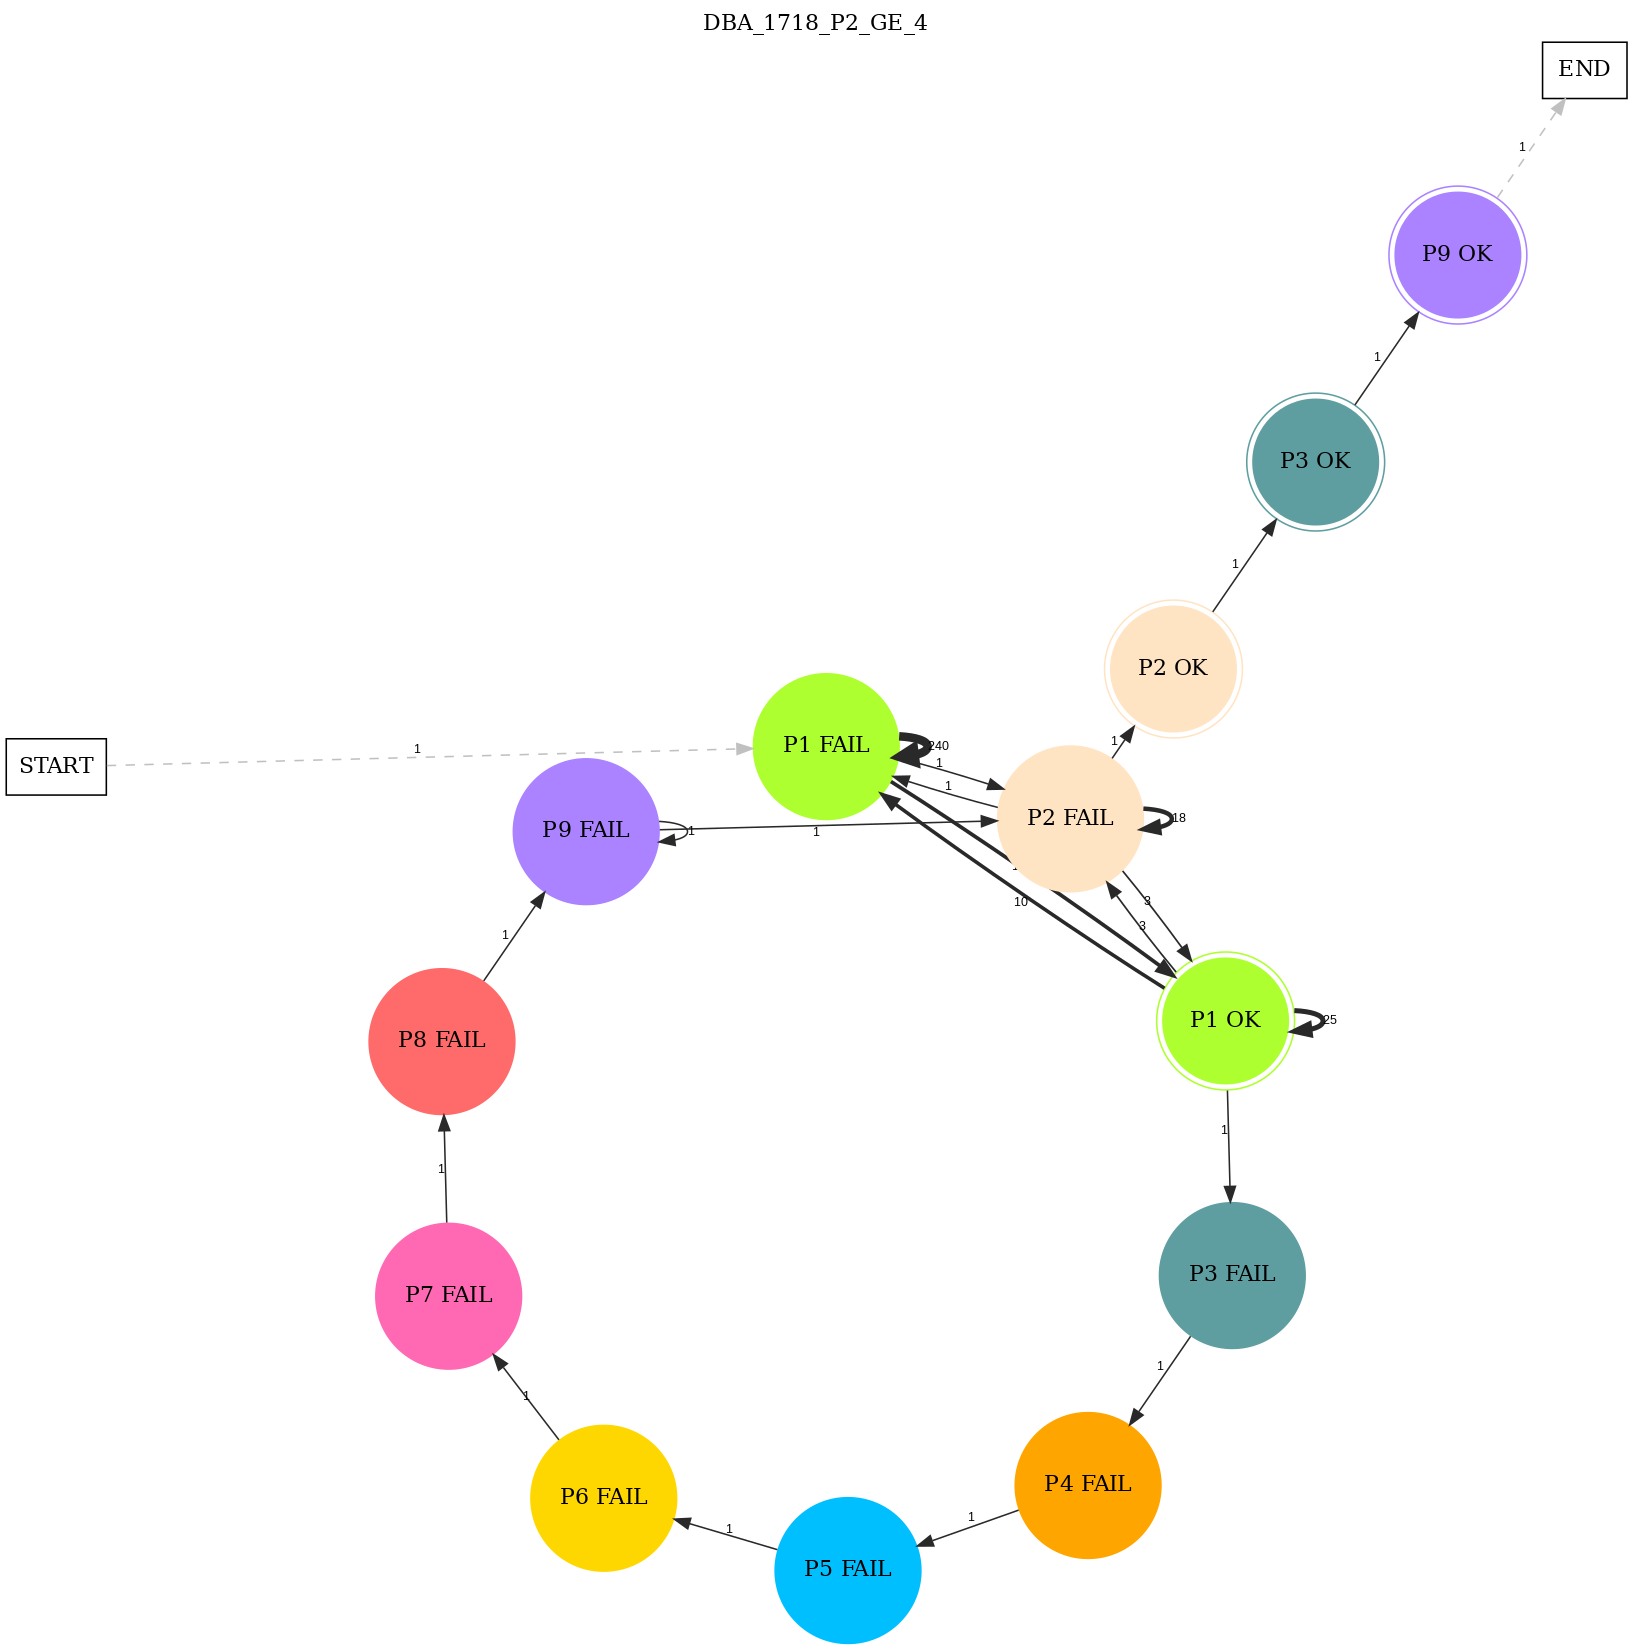 DBA_1718_P2_GE_4
END
1
P9 OK
1
P3 OK
1
P2 OK
START
1
P1 FAIL
240
1
1
1
P2 FAIL
18
P9 FAIL
1
1
10
3
3
1
P8 FAIL
P1 OK
25
1
1
P7 FAIL
P3 FAIL
1
1
P6 FAIL
P4 FAIL
1
1
P5 FAIL